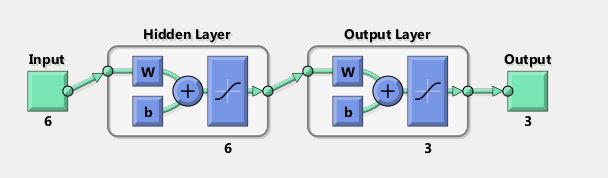 Hidden Layer
Output Layer
Input
Output
W
W
b
b
6
3
6
3